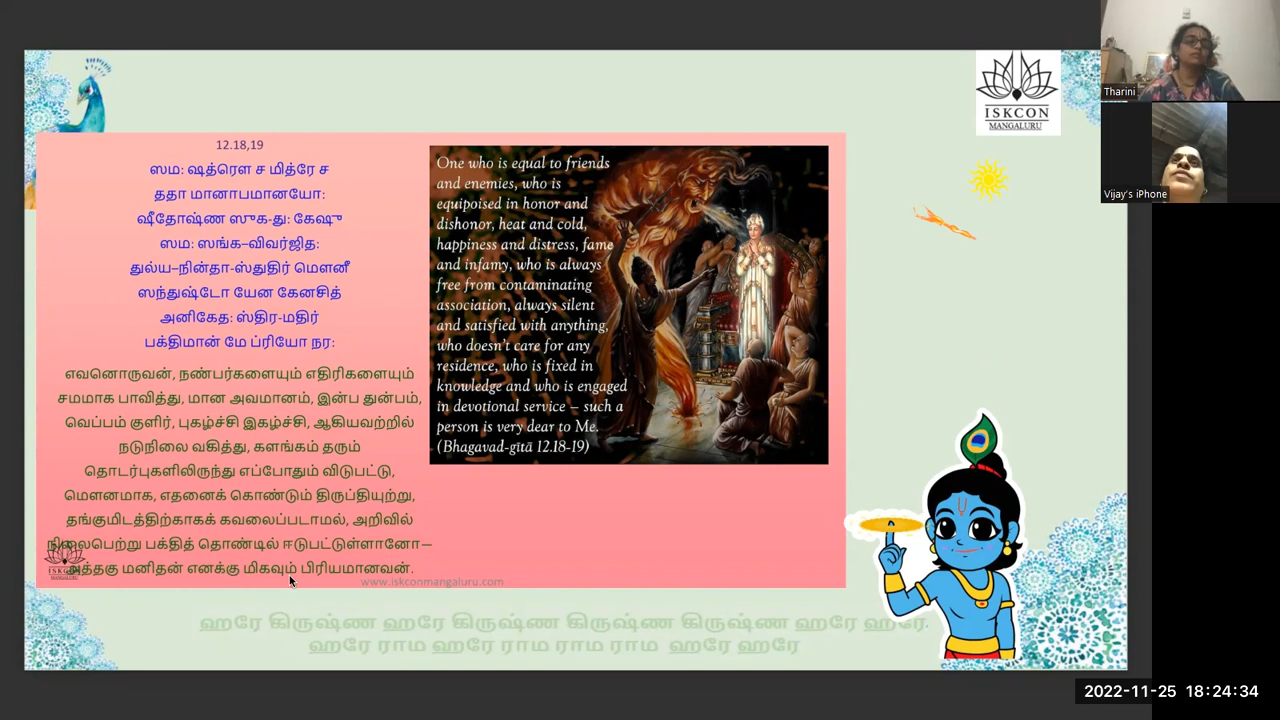 12.18,19
ஸம: ஷத்ரௌ ச மித்ரே ச
ததா மானாபமானயோ:
ஷீதோஷ்ண ஸுக-து: கேஷு
ஸம: ஸங்க–விவர்ஜித:
துல்ய–நின்தா-ஸ்துதிர் மௌனீ
ஸந்துஷ்டோ யேன கேனசித்
அனிகேத: ஸ்திர-மதிர்
பக்திமான் மே ப்ரியோ நர:
எவனொருவன், நண்பர்களையும் எதிரிகளையும்
சமமாக பாவித்து, மான அவமானம், இன்ப துன்பம்,
வெப்பம் குளிர், புகழ்ச்சி இகழ்ச்சி, ஆகியவற்றில்
நடுநிலை வகித்து, களங்கம் தரும்
தொடர்புகளிலிருந்து எப்போதும் விடுபட்டு,
மௌனமாக, எதனைக் கொண்டும் திருப்தியுற்று,
தங்குமிடத்திற்காகக் கவலைப்படாமல், அறிவில்
நிலைபெற்று பக்தித் தொண்டில் ஈடுபட்டுள்ளானோ—
அத்தகு மனிதன் எனக்கு மிகவும் பிரியமானவன்.
One who is equal to friends
and enemies, who is
equipoised in honor and
dishonor, heat and cold,
happiness and distress, fame
and infamy, who is always
free from contaminating
association, always silent
and satisfied with anything,
who doesn't care for any
residence, who is fixed in
knowledge and who is engaged
in devotional service – such a
person is very dear to Me.
(Bhagavad-gītā 12.18-19)
www.iskconmangaluru.com
ஹரே கிருஷ்ண ஹரே கிருஷ்ண கிருஷ்ண கிருஷ்ண ஹரே ஹரே.
ஹரே ராம ஹரே ராம ராம ராம ஹரே ஹரே
ISKCON
MANGALURU
Tharini
Vijay's iPhone
2022-11-25 18:24:34